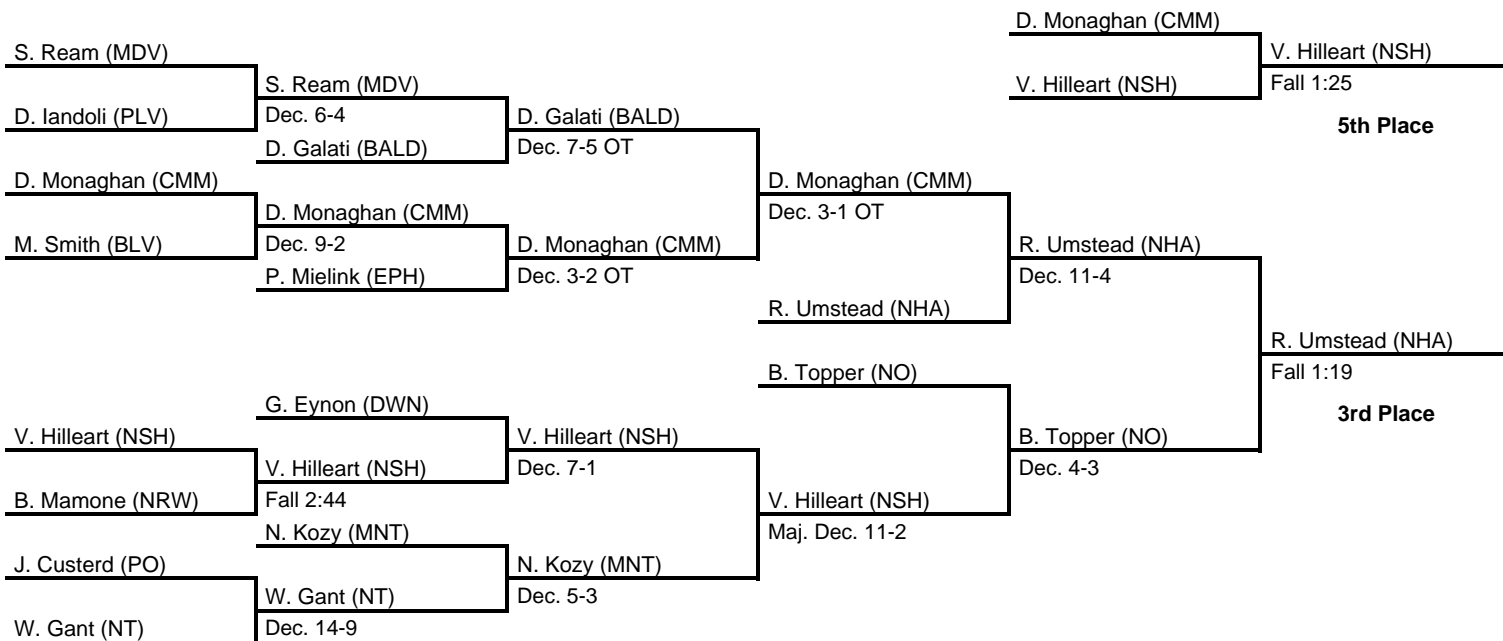 D. Monaghan (CMM)
S. Ream (MDV)
V. Hilleart (NSH)
S. Ream (MDV)
V. Hilleart (NSH)
Fall 1:25
D. Iandoli (PLV)
Dec. 6-4
D. Galati (BALD)
5th Place
D. Galati (BALD)
Dec. 7-5 OT
D. Monaghan (CMM)
D. Monaghan (CMM)
D. Monaghan (CMM)
Dec. 3-1 OT
M. Smith (BLV)
Dec. 9-2
D. Monaghan (CMM)
R. Umstead (NHA)
P. Mielink (EPH)
Dec. 3-2 OT
Dec. 11-4
R. Umstead (NHA)
R. Umstead (NHA)
B. Topper (NO)
Fall 1:19
G. Eynon (DWN)
3rd Place
V. Hilleart (NSH)
V. Hilleart (NSH)
B. Topper (NO)
V. Hilleart (NSH)
Dec. 7-1
Dec. 4-3
B. Mamone (NRW)
Fall 2:44
V. Hilleart (NSH)
N. Kozy (MNT)
Maj. Dec. 11-2
J. Custerd (PO)
N. Kozy (MNT)
W. Gant (NT)
Dec. 5-3
W. Gant (NT)
Dec. 14-9